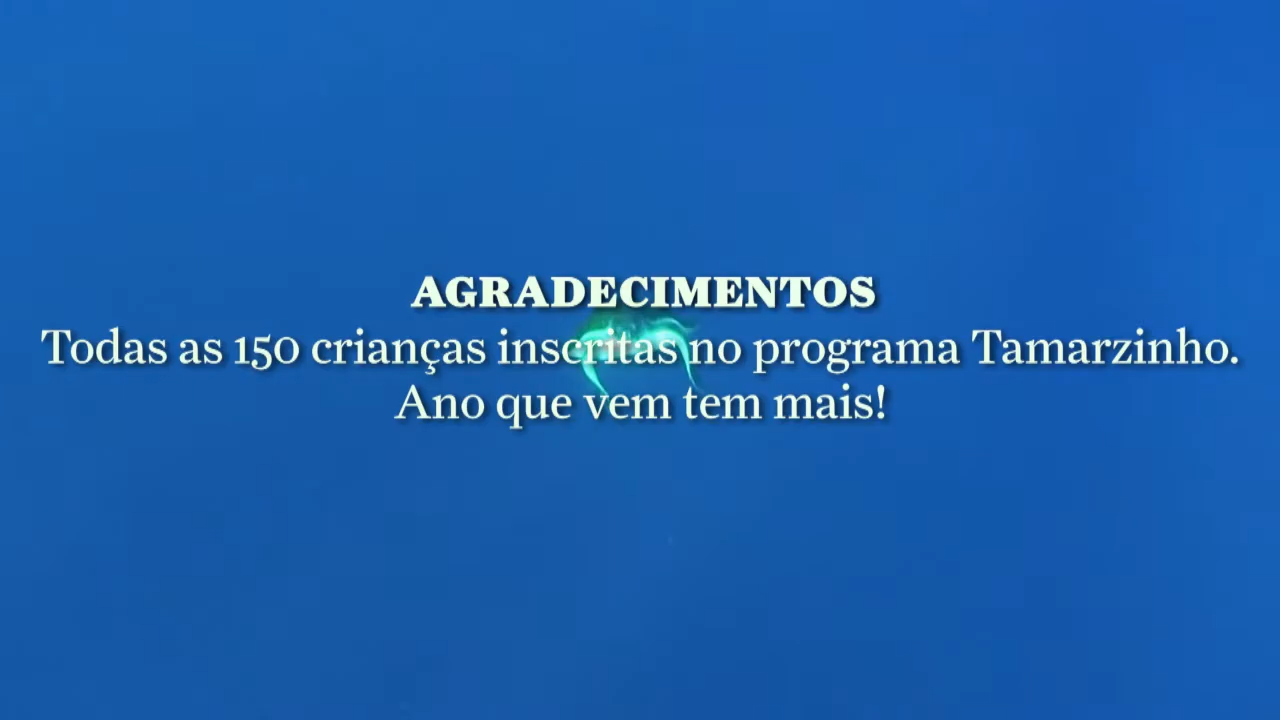 AGRADECIMENTOS
Todas as 150 crianças inscritas no programa Tamarzinho.
Ano que vem tem mais!